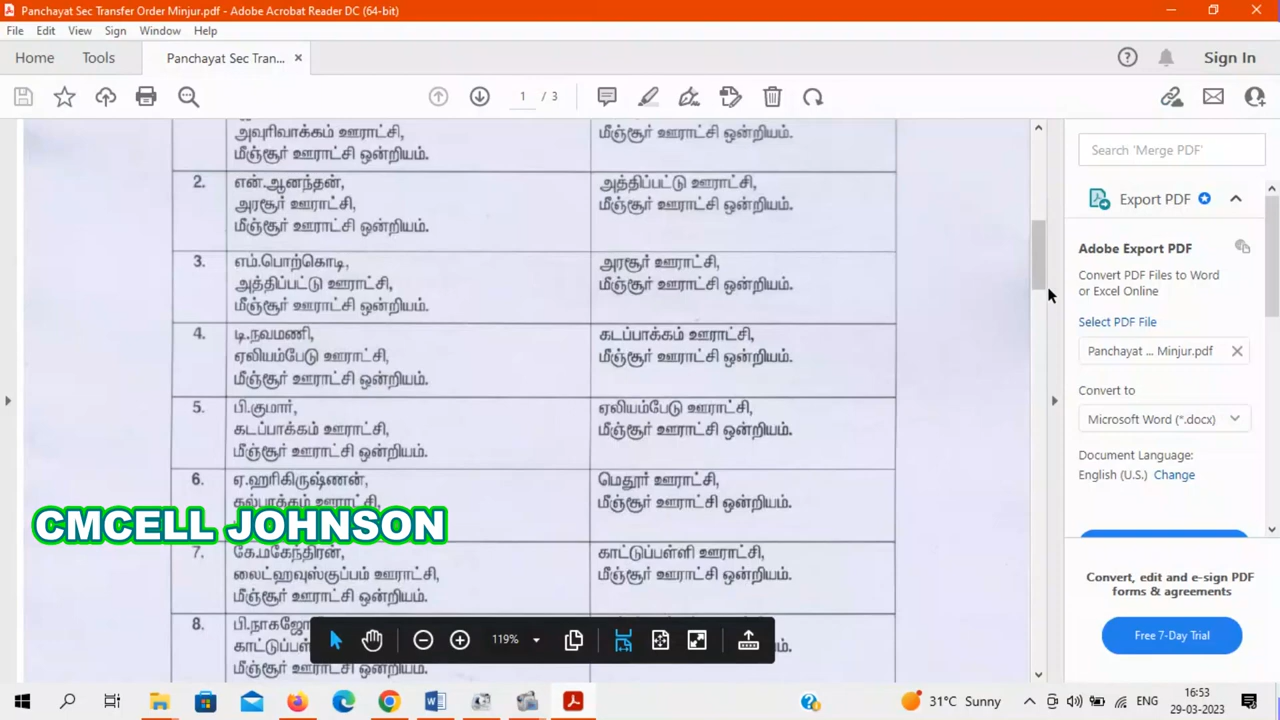 Panchayat Sec Transfer Order Minjur.pdf - Adobe Acrobat Reader DC (64-bit)
File Edit View Sign Window Help
Home Tools Panchayat Sec Tran... Sign In
1 / 3
Search 'Merge PDF'
அவுரிவாக்கம் ஊராட்சி,
மீஞ்சூர் ஊராட்சி ஒன்றியம்.
மீஞ்சூர் ஊராட்சி ஒன்றியம்.
2. என்.ஆனந்தன்,
அரசூர் ஊராட்சி,
மீஞ்சூர் ஊராட்சி ஒன்றியம்.
அத்திப்பட்டு ஊராட்சி,
மீஞ்சூர் ஊராட்சி ஒன்றியம்.
3. எம்.பொற்கொடி,
அத்திப்பட்டு ஊராட்சி,
மீஞ்சூர் ஊராட்சி ஒன்றியம்.
அரசூர் ஊராட்சி,
மீஞ்சூர் ஊராட்சி ஒன்றியம்.
4. டி.நவமணி,
ஏலியம்பேடு ஊராட்சி,
மீஞ்சூர் ஊராட்சி ஒன்றியம்.
கடப்பாக்கம் ஊராட்சி,
மீஞ்சூர் ஊராட்சி ஒன்றியம்.
5. பி.குமார்,
கடப்பாக்கம் ஊராட்சி,
மீஞ்சூர் ஊராட்சி ஒன்றியம்.
ஏலியம்பேடு ஊராட்சி,
மீஞ்சூர் ஊராட்சி ஒன்றியம்.
6. ஏ.ஹரிகிருஷ்ணன்,
கல்பாக்கம் ஊராட்சி,
மெதூர் ஊராட்சி,
மீஞ்சூர் ஊராட்சி ஒன்றியம்.
CMCELL JOHNSON
7. கே.மகேந்திரன்,
லைட்ஹவுஸ்குப்பம் ஊராட்சி,
மீஞ்சூர் ஊராட்சி ஒன்றியம்.
காட்டுப்பள்ளி ஊராட்சி,
மீஞ்சூர் ஊராட்சி ஒன்றியம்.
8.
மீஞ்சூர் ஊராட்சி ஒன்றியம்.
119%
Export PDF
Adobe Export PDF
Convert PDF Files to Word
or Excel Online
Select PDF File
Panchayat ... Minjur.pdf
Convert to
Microsoft Word (*.docx)
Document Language:
English (U.S.) Change
Convert, edit and e-sign PDF
forms & agreements
Free 7-Day Trial
31°C Sunny
ENG
16:53
29-03-2023